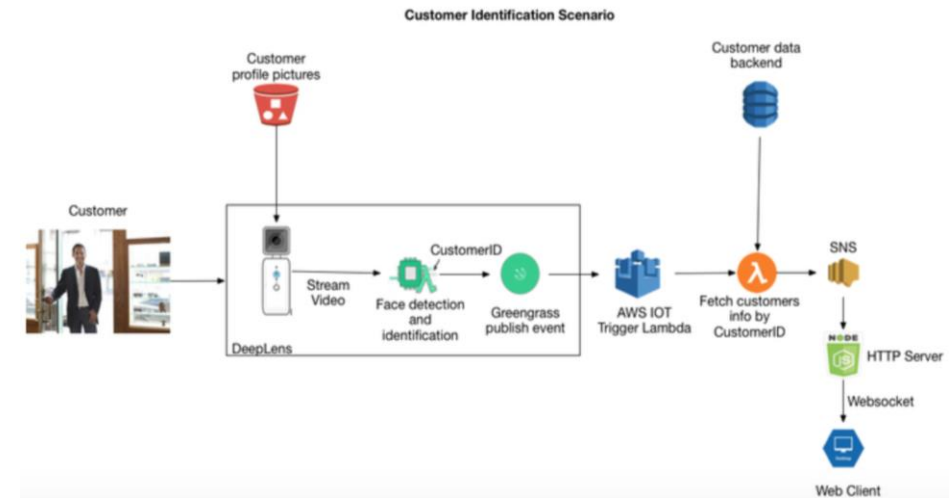 Customer Identification Scenario
Customer
profile pictures
Customer data
backend
Customer
Stream
Video
CustomerID
Face detection
and
identification
Greengrass
publish event
DeepLens
AWS IOT
Trigger Lambda
λ
Fetch customers
info by
CustomerID
SNS
NODE
JS
HTTP Server
Websocket
Web Client